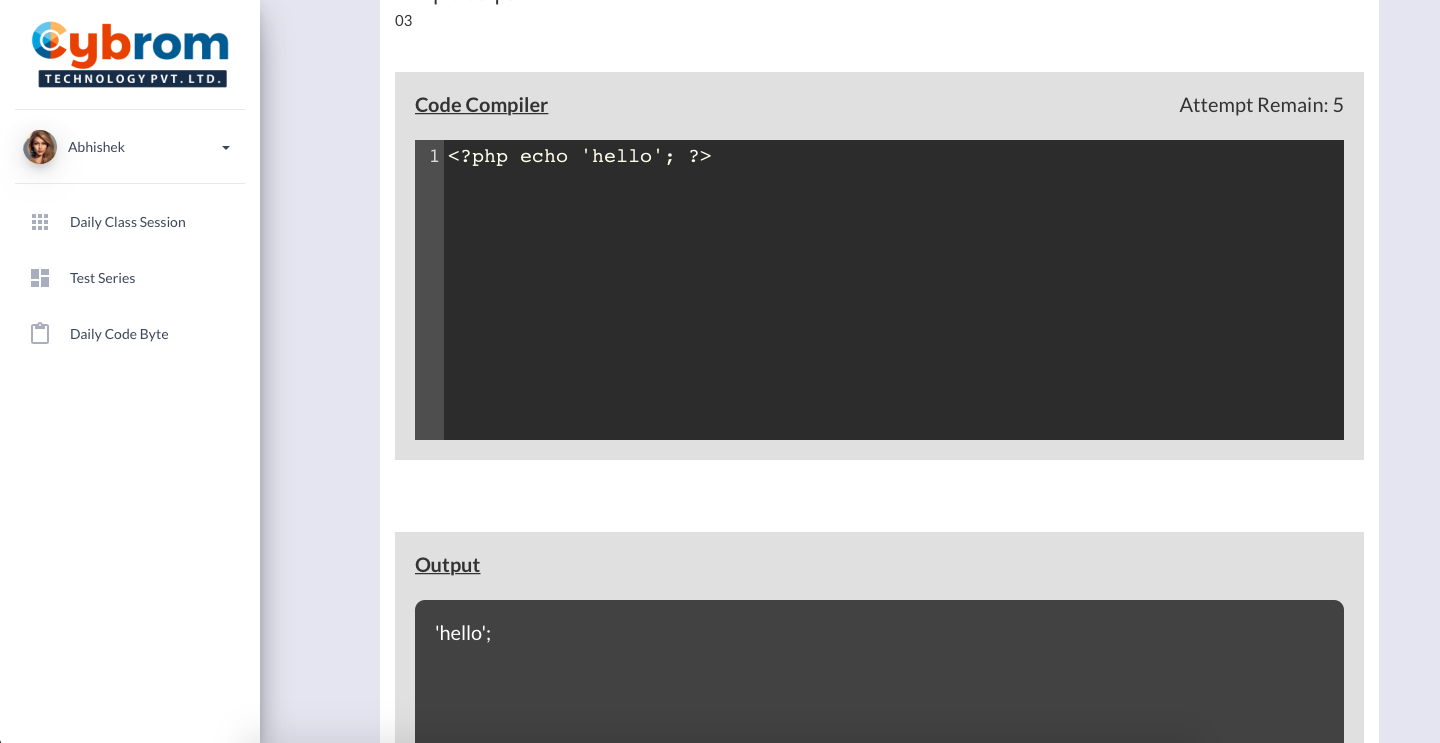 Cybrom
TECHNOLOGY PVT. LTD.
Abhishek
Daily Class Session
Test Series
Daily Code Byte
03
Code Compiler
Attempt Remain: 5
1
<?php echo 'hello'; ?>
Output
'hello';